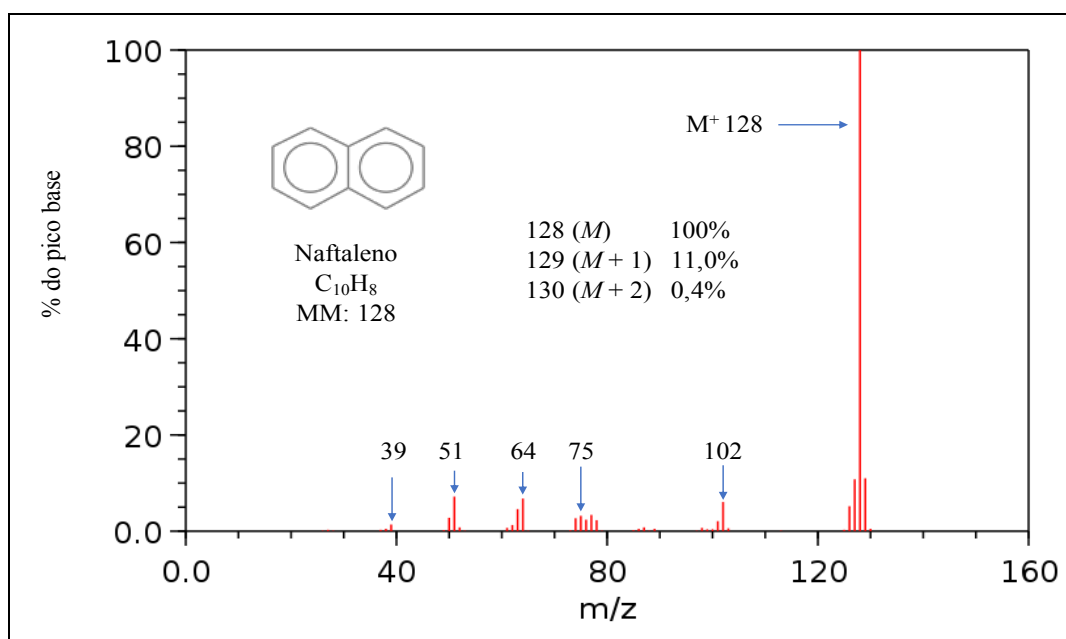 100
80
60
40
20
0.0
% do pico base
M⁺ 128
Naftaleno
C₁₀H₈
MM: 128
128 (M) 100%
129 (M + 1) 11,0%
130 (M + 2) 0,4%
39 51 64 75 102
0.0 40 80 120 160
m/z